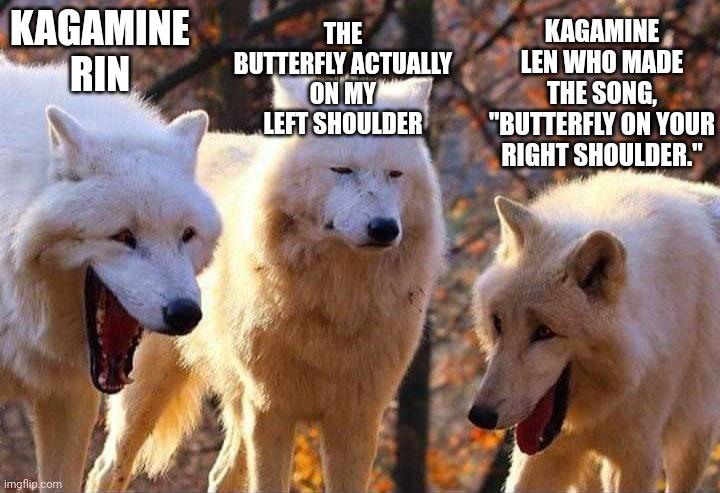 KAGAMINE
RIN
THE
BUTTERFLY ACTUALLY
ON MY
LEFT SHOULDER
KAGAMINE
LEN WHO MADE
THE SONG,
"BUTTERFLY ON YOUR
RIGHT SHOULDER."
imgflip.com